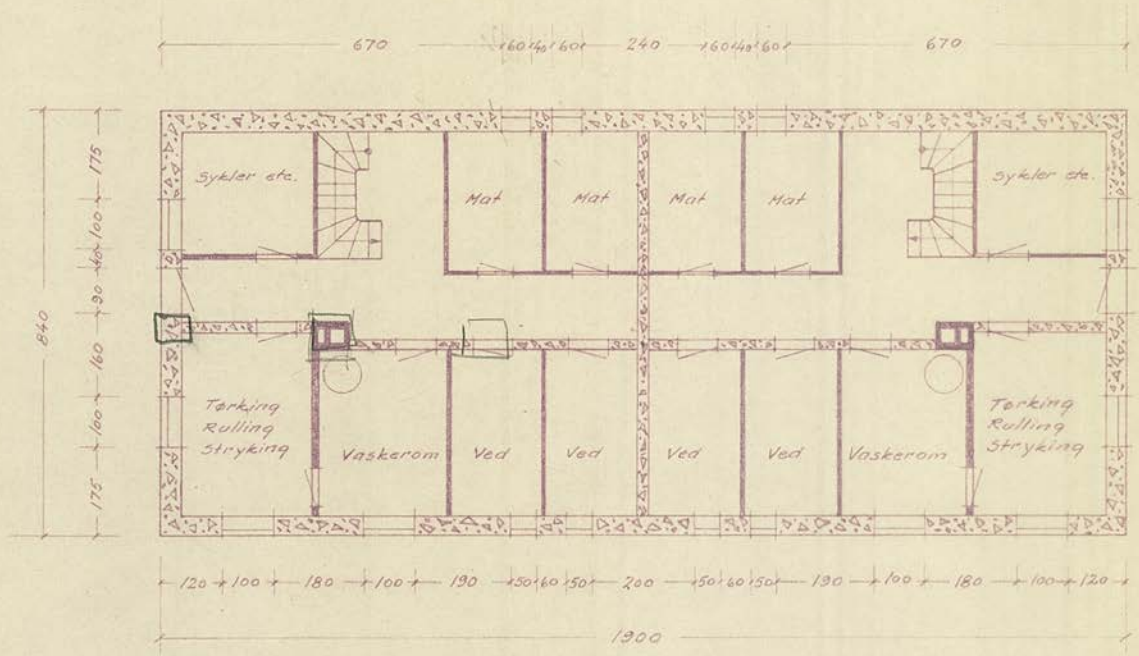 670 60 40 60 240 60 40 60 670
840
175
100
40
90
160
100
175
Sykler etc.
Mat
Mat
Mat
Mat
Sykler etc.
Tørking
Rulling
Stryking
Vaskerom
Ved
Ved
Ved
Ved
Vaskerom
Tørking
Rulling
Stryking
120 100 180 100 190 50 60 50 200 50 60 50 190 100 180 100 120
1900